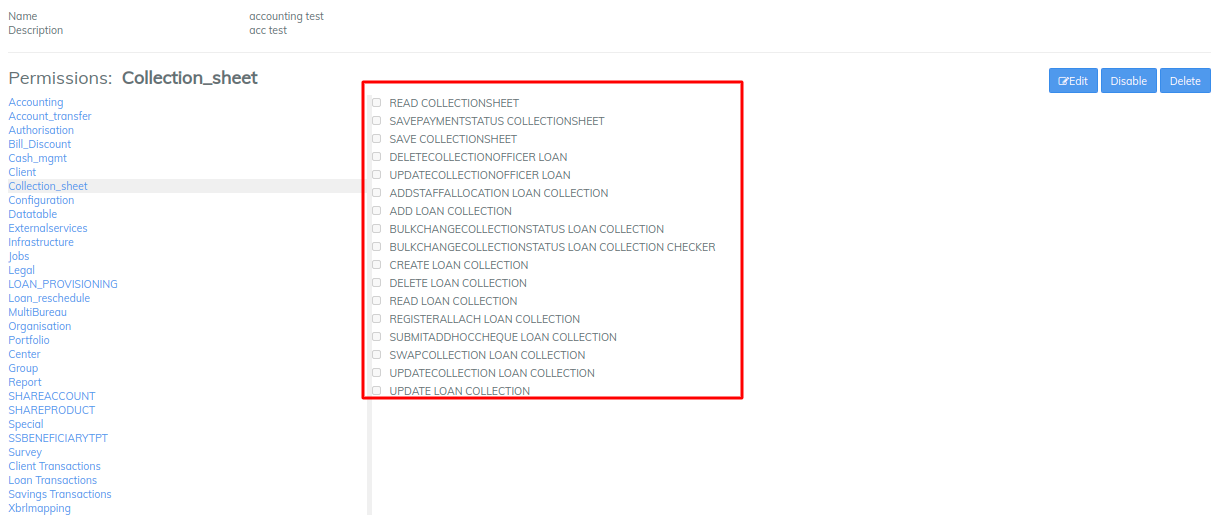 Name accounting test
Description acc test
Permissions: Collection_sheet
Edit Disable Delete
Accounting
Account_transfer
Authorisation
Bill_Discount
Cash_mgmt
Client
Collection_sheet
Configuration
Datatable
Externalservices
Infrastructure
Jobs
Legal
LOAN_PROVISIONING
Loan_reschedule
MultiBureau
Organisation
Portfolio
Center
Group
Report
SHAREACCOUNT
SHAREPRODUCT
Special
SSBENEFICIARYTPT
Survey
Client Transactions
Loan Transactions
Savings Transactions
Xbrlmapping
READ COLLECTIONSHEET
SAVEPAYMENTSTATUS COLLECTIONSHEET
SAVE COLLECTIONSHEET
DELETECOLLECTIONOFFICER LOAN
UPDATECOLLECTIONOFFICER LOAN
ADDSTAFFALLOCATION LOAN COLLECTION
ADD LOAN COLLECTION
BULKCHANGECOLLECTIONSTATUS LOAN COLLECTION
BULKCHANGECOLLECTIONSTATUS LOAN COLLECTION CHECKER
CREATE LOAN COLLECTION
DELETE LOAN COLLECTION
READ LOAN COLLECTION
REGISTERALLACH LOAN COLLECTION
SUBMITADDHOCCHEQUE LOAN COLLECTION
SWAPCOLLECTION LOAN COLLECTION
UPDATECOLLECTION LOAN COLLECTION
UPDATE LOAN COLLECTION